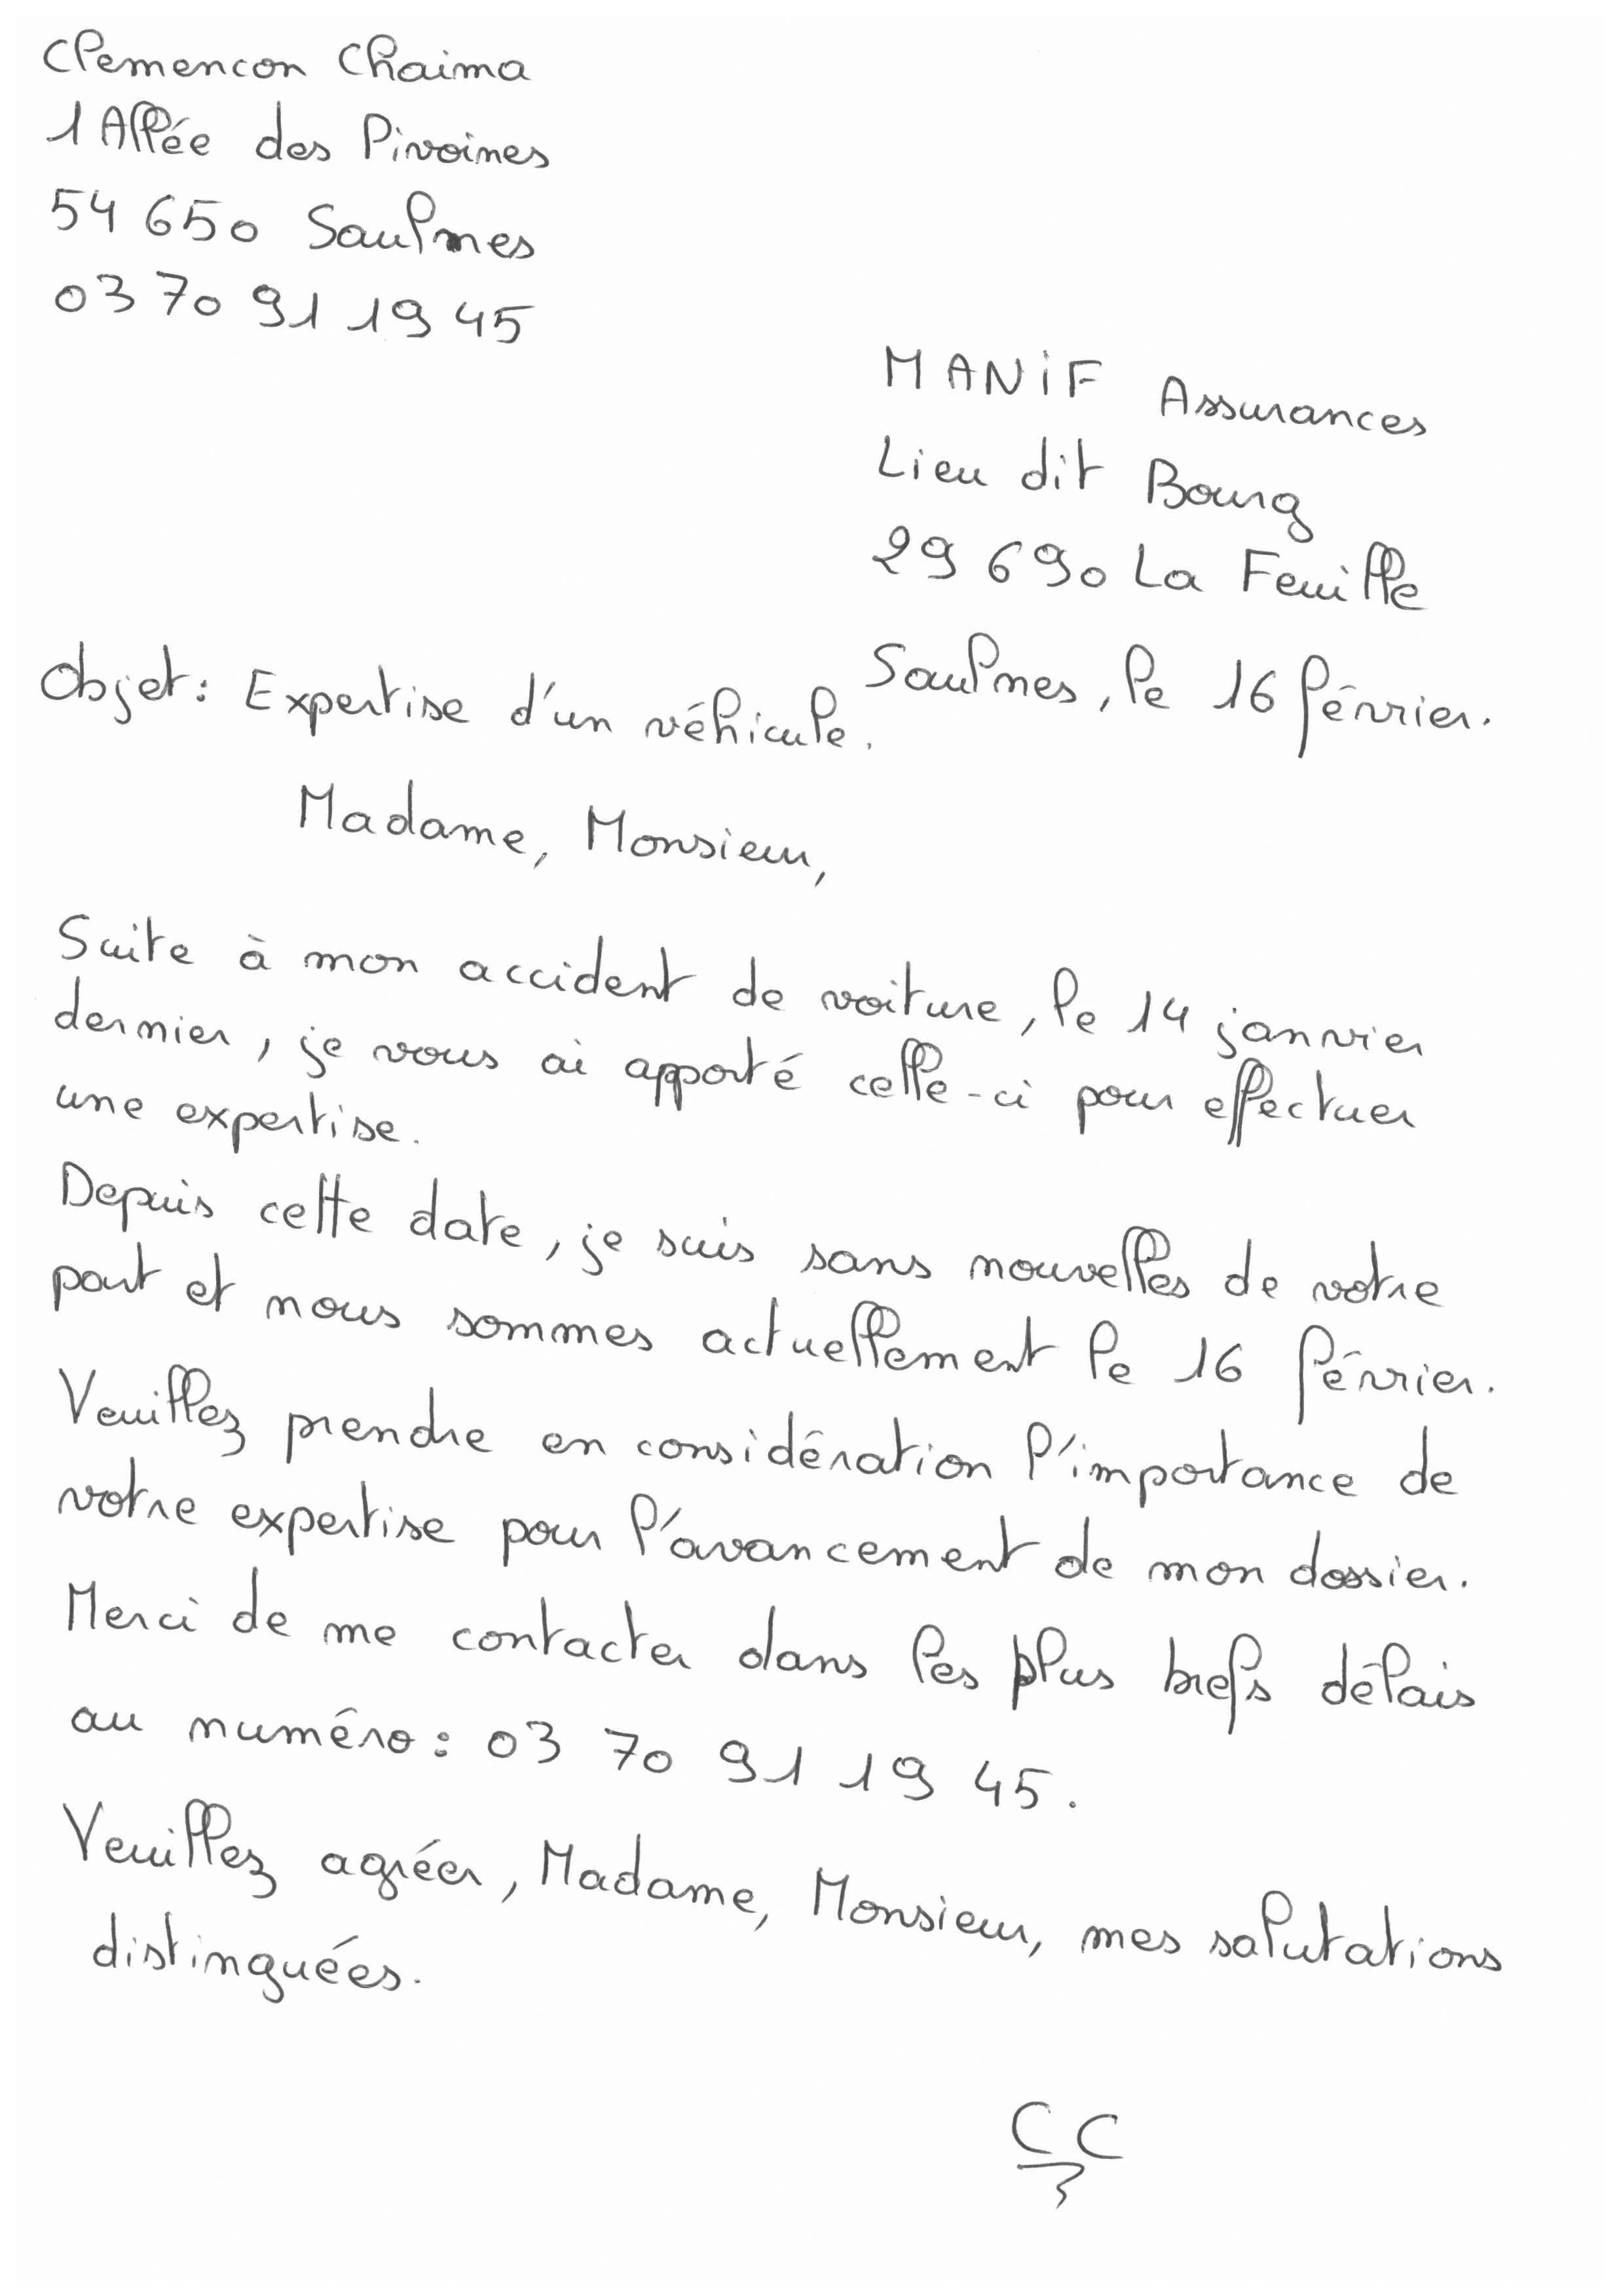 Clemencon Chaima
1 Allée des Pivoines
54 650 Saulnes
03 70 91 19 45
MANiF Assurances
Lieu dit Bourg
29 690 La Feuille
Saulnes, le 16 février.
Objet : Expertise d'un véhicule.
Madame, Monsieur,
Suite à mon accident de voiture, le 14 janvier
dernier, je vous ai apporté celle-ci pour effectuer
une expertise.
Depuis cette date, je suis sans nouvelles de votre
part et nous sommes actuellement le 16 février.
Veuillez prendre en considération l'importance de
votre expertise pour l'avancement de mon dossier.
Merci de me contacter dans les plus brefs délais
au numéro : 03 70 91 19 45.
Veuillez agréer, Madame, Monsieur, mes salutations
distinguées.
CC